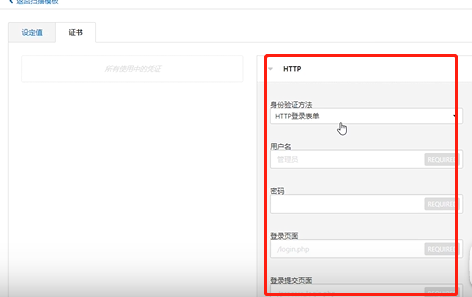 返回扫描模板
设定值
证书
所有使用中的凭证
HTTP
身份验证方法
HTTP登录表单
用户名
管理员
REQUIRED
密码
REQUIRED
登录页面
/login.php
REQUIRED
登录提交页面